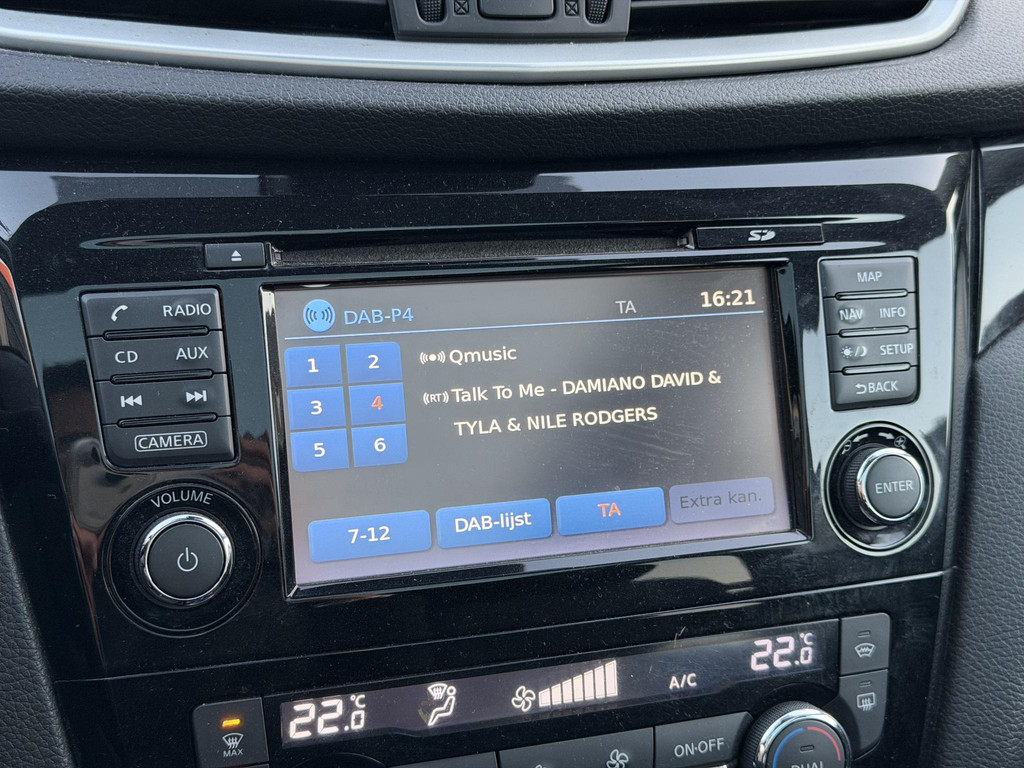 SD
MAP
NAV INFO
SETUP
BACK
ENTER
RADIO
CD AUX
CAMERA
VOLUME
DAB-P4 TA 16:21
1 2
3 4
5 6
Qmusic
(RT) Talk To Me - DAMIANO DAVID &
TYLA & NILE RODGERS
7-12 DAB-lijst TA Extra kan.
22.0°C A/C 22.0°C
MAX
ON·OFF
DUAL